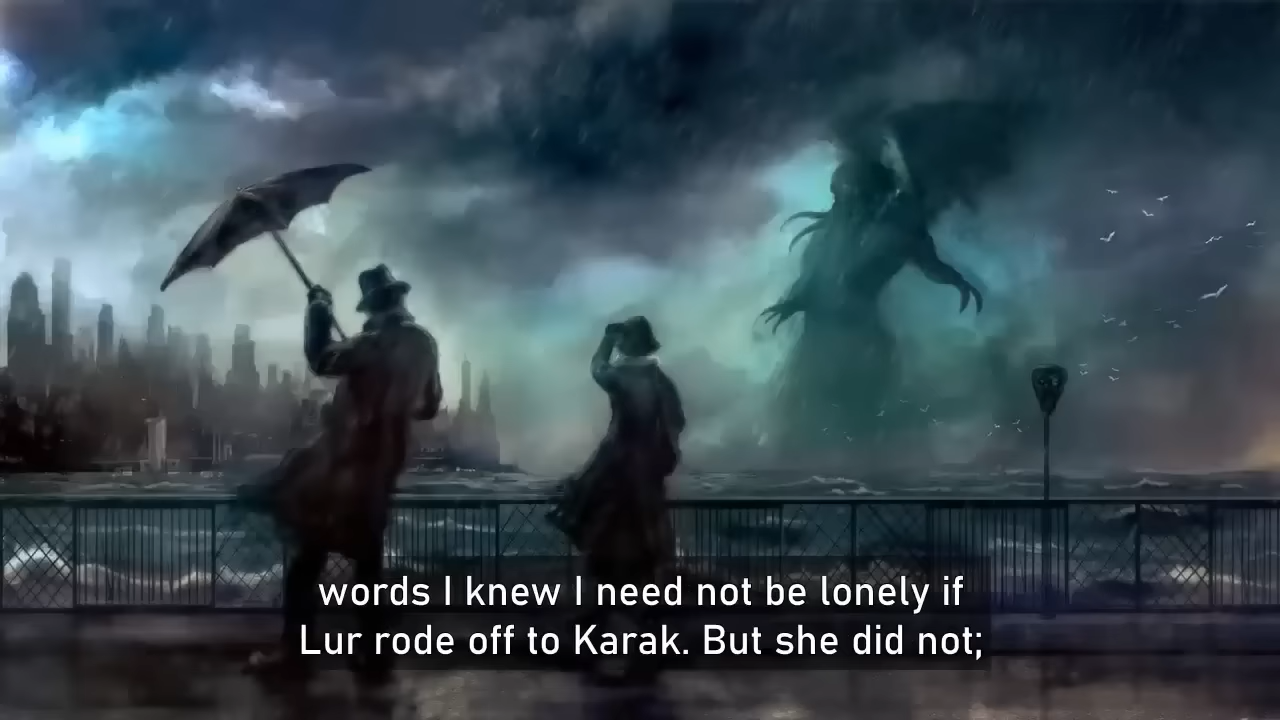 words I knew I need not be lonely if
Lur rode off to Karak. But she did not;